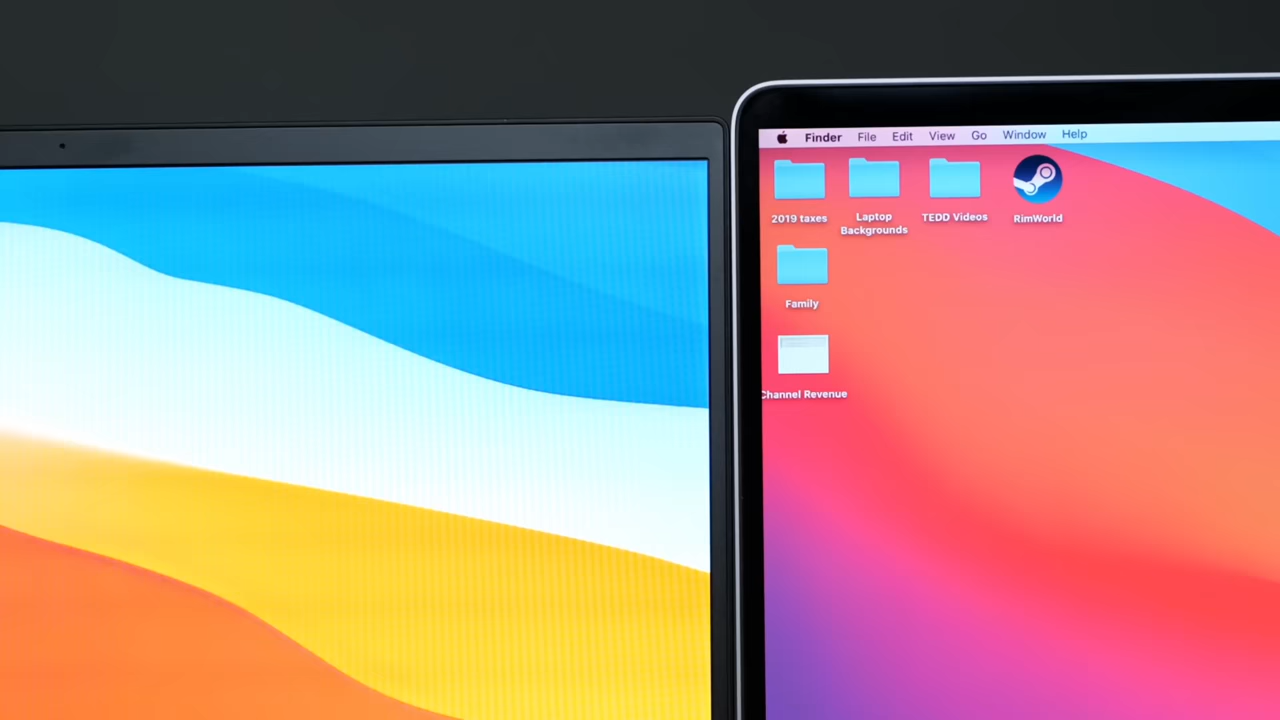 Finder File Edit View Go Window Help
2019 taxes
Laptop
Backgrounds
TEDD Videos
RimWorld
Family
Channel Revenue